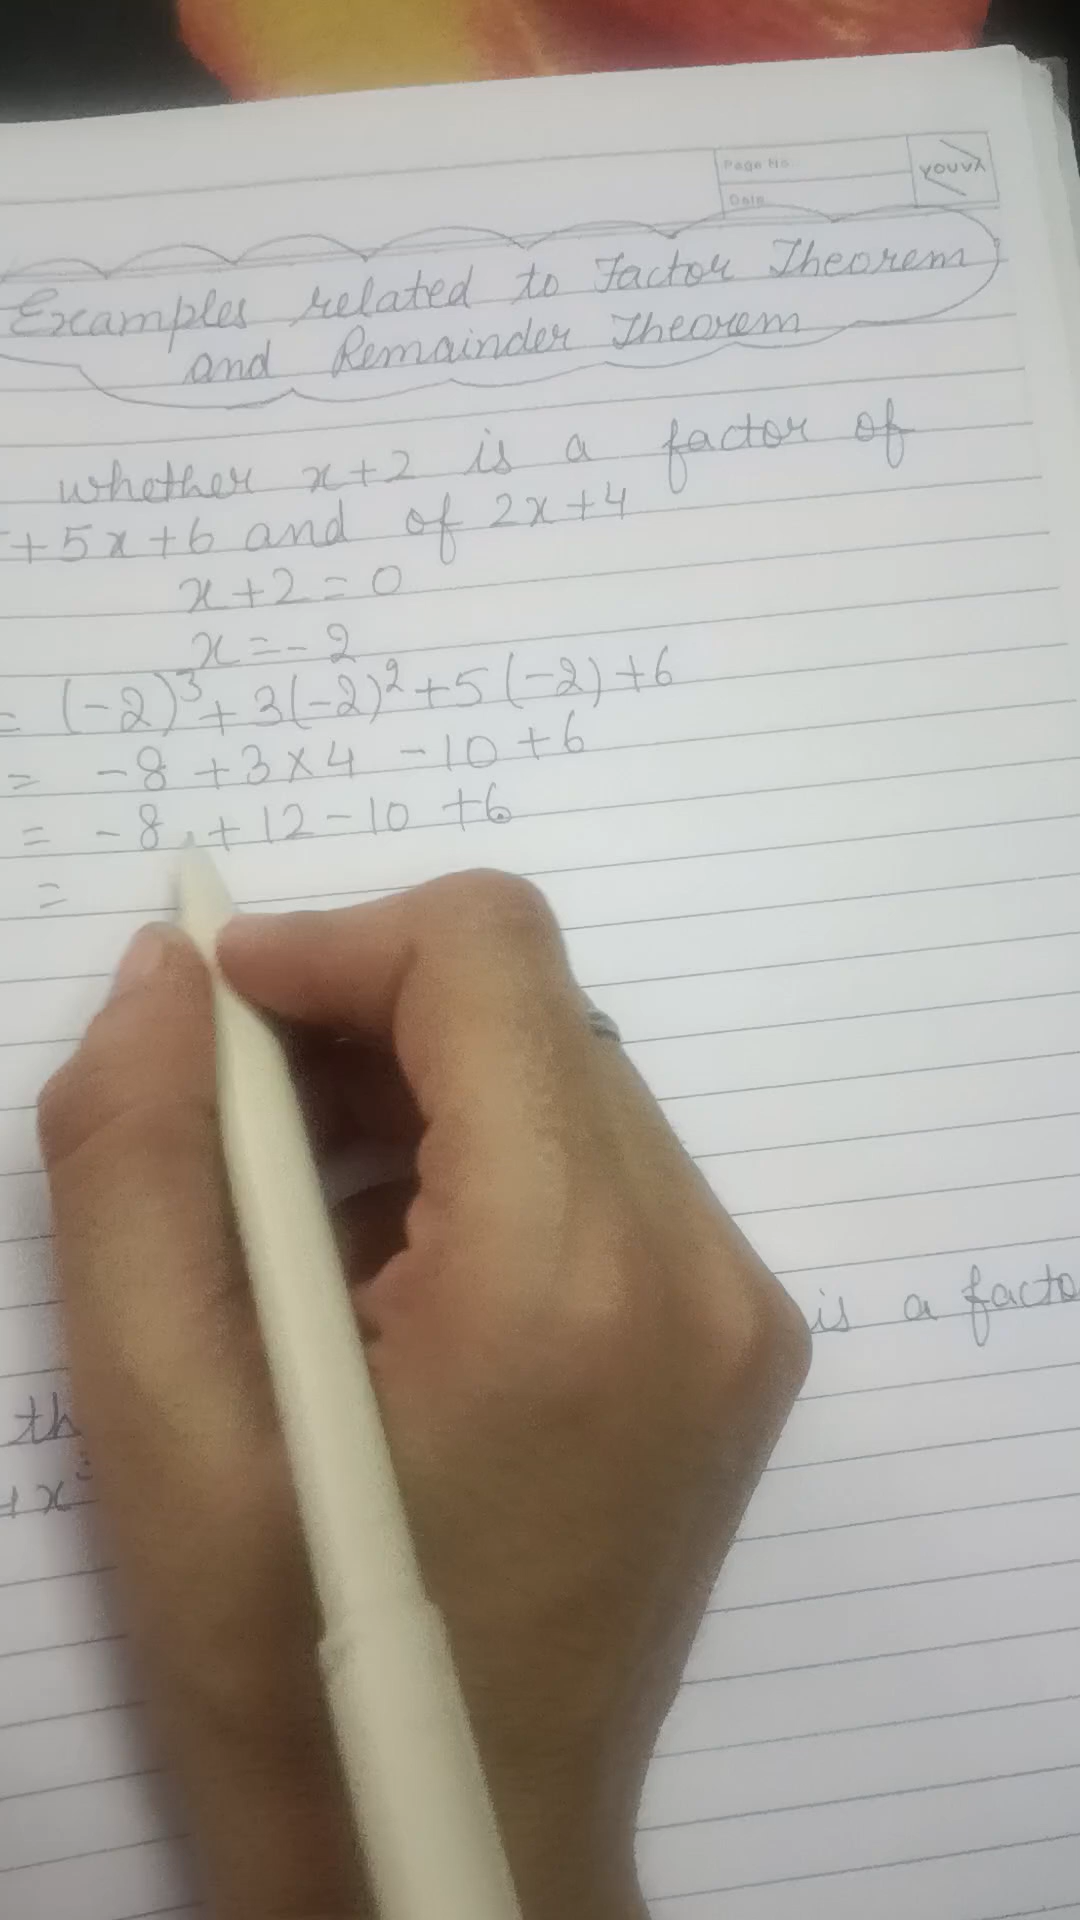 Page No.
Date
YOUVA
Examples related to Factor Theorem
and Remainder Theorem
whether x+2 is a factor of
+5x+6 and of 2x+4
x+2=0
x=-2
= (-2)³+3(-2)²+5(-2)+6
= -8+3×4-10+6
= -8+12-10+6
=
is a facto
th
+x